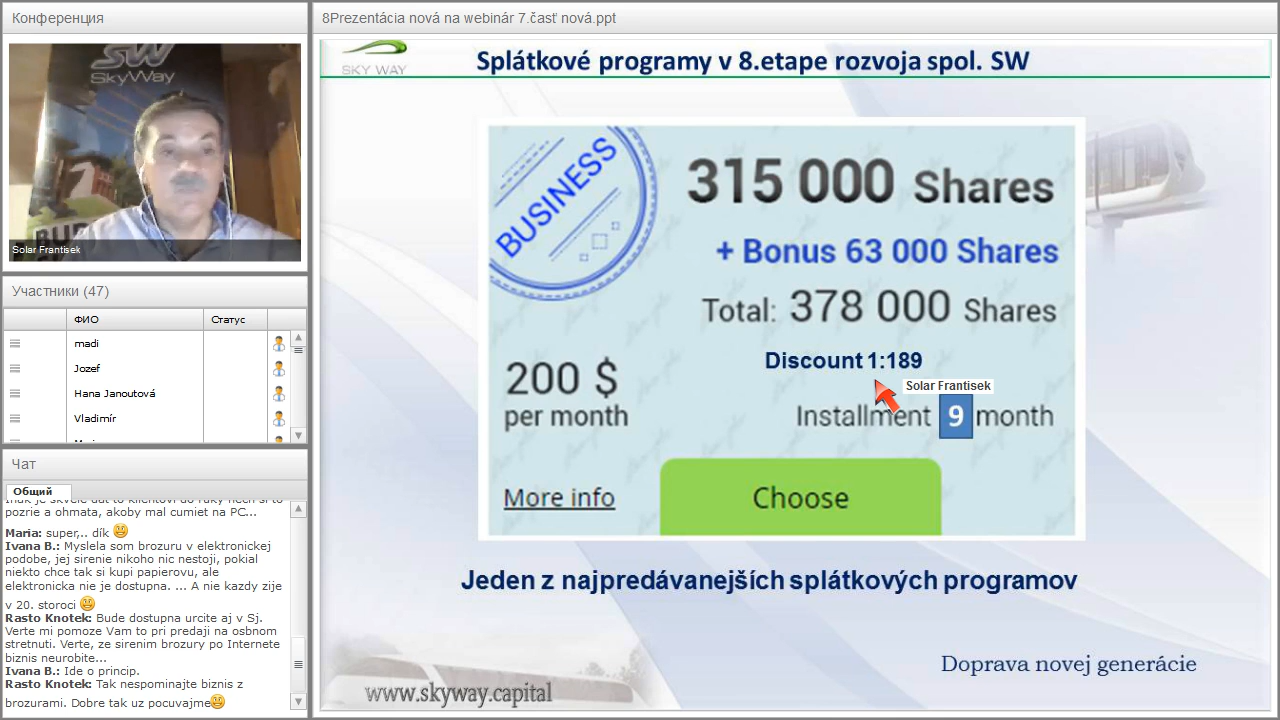 Конференция
SW
SkyWay
Solar Frantisek
Участники (47)
ФИО
Статус
madi
Jozef
Hana Janoutová
Vladimír
Чат
Общий
pozrie a omata, akoby mal cumiet na PC...
Maria: super,.. dík
Ivana B.: Myslela som brozuru v elektronickej
podobe, jej sirenie nikoho nic nestoji, pokial
niekto chce tak si kupi papierovu, ale
elektronicka nie je dostupna. ... A nie kazdy zije
v 20. storoci
Rasto Knotek: Bude dostupna urcite aj v Sj.
Verte mi pomoze Vam to pri predaji na osbnom
stretnuti. Verte, ze sirenim brozury po Internete
biznis neurobite...
Ivana B.: Ide o princip.
Rasto Knotek: Tak nespominajte biznis z
brozurami. Dobre tak uz pocuvajme
8Prezentácia nová na webinár 7.časť nová.ppt
SKY WAY
Splátkové programy v 8.etape rozvoja spol. SW
BUSINESS
315 000 Shares
+ Bonus 63 000 Shares
Total: 378 000 Shares
Discount 1:189
200 $
per month
Solar Frantisek
Installment 9 month
More info
Choose
Jeden z najpredávanejších splátkových programov
Doprava novej generácie
www.skyway.capital